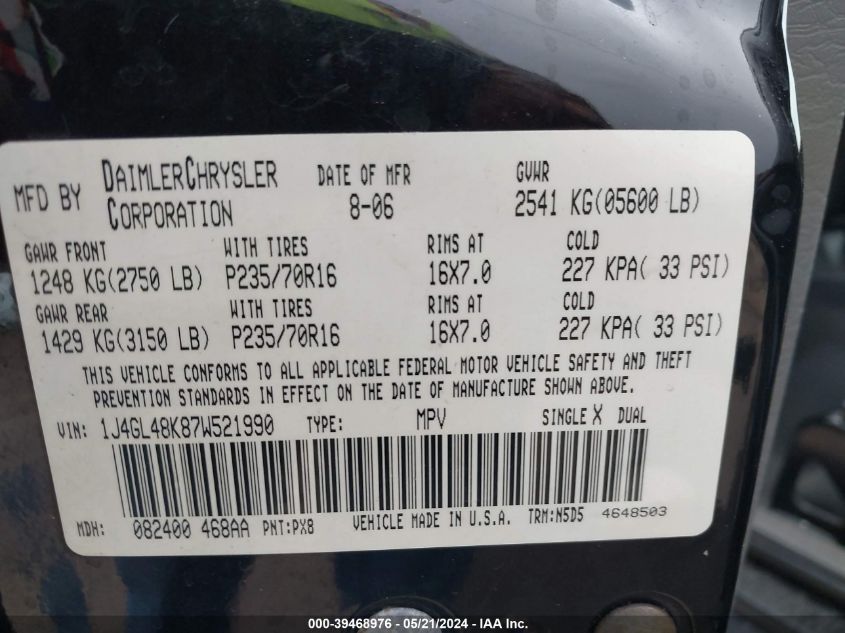 MFD BY DAIMLERCHRYSLER CORPORATION DATE OF MFR 8-06 GVWR 2541 KG(05600 LB)
GAWR FRONT WITH TIRES RIMS AT COLD
1248 KG(2750 LB) P235/70R16 16X7.0 227 KPA( 33 PSI)
GAWR REAR WITH TIRES RIMS AT COLD
1429 KG(3150 LB) P235/70R16 16X7.0 227 KPA( 33 PSI)
THIS VEHICLE CONFORMS TO ALL APPLICABLE FEDERAL MOTOR VEHICLE SAFETY AND THEFT
PREVENTION STANDARDS IN EFFECT ON THE DATE OF MANUFACTURE SHOWN ABOVE.
VIN: 1J4GL48K87W521990 TYPE: MPV SINGLE X DUAL
MDH: 082400 468AA PNT:PX8 VEHICLE MADE IN U.S.A. TRM:N5D5 4648503
000-39468976 - 05/21/2024 - IAA Inc.